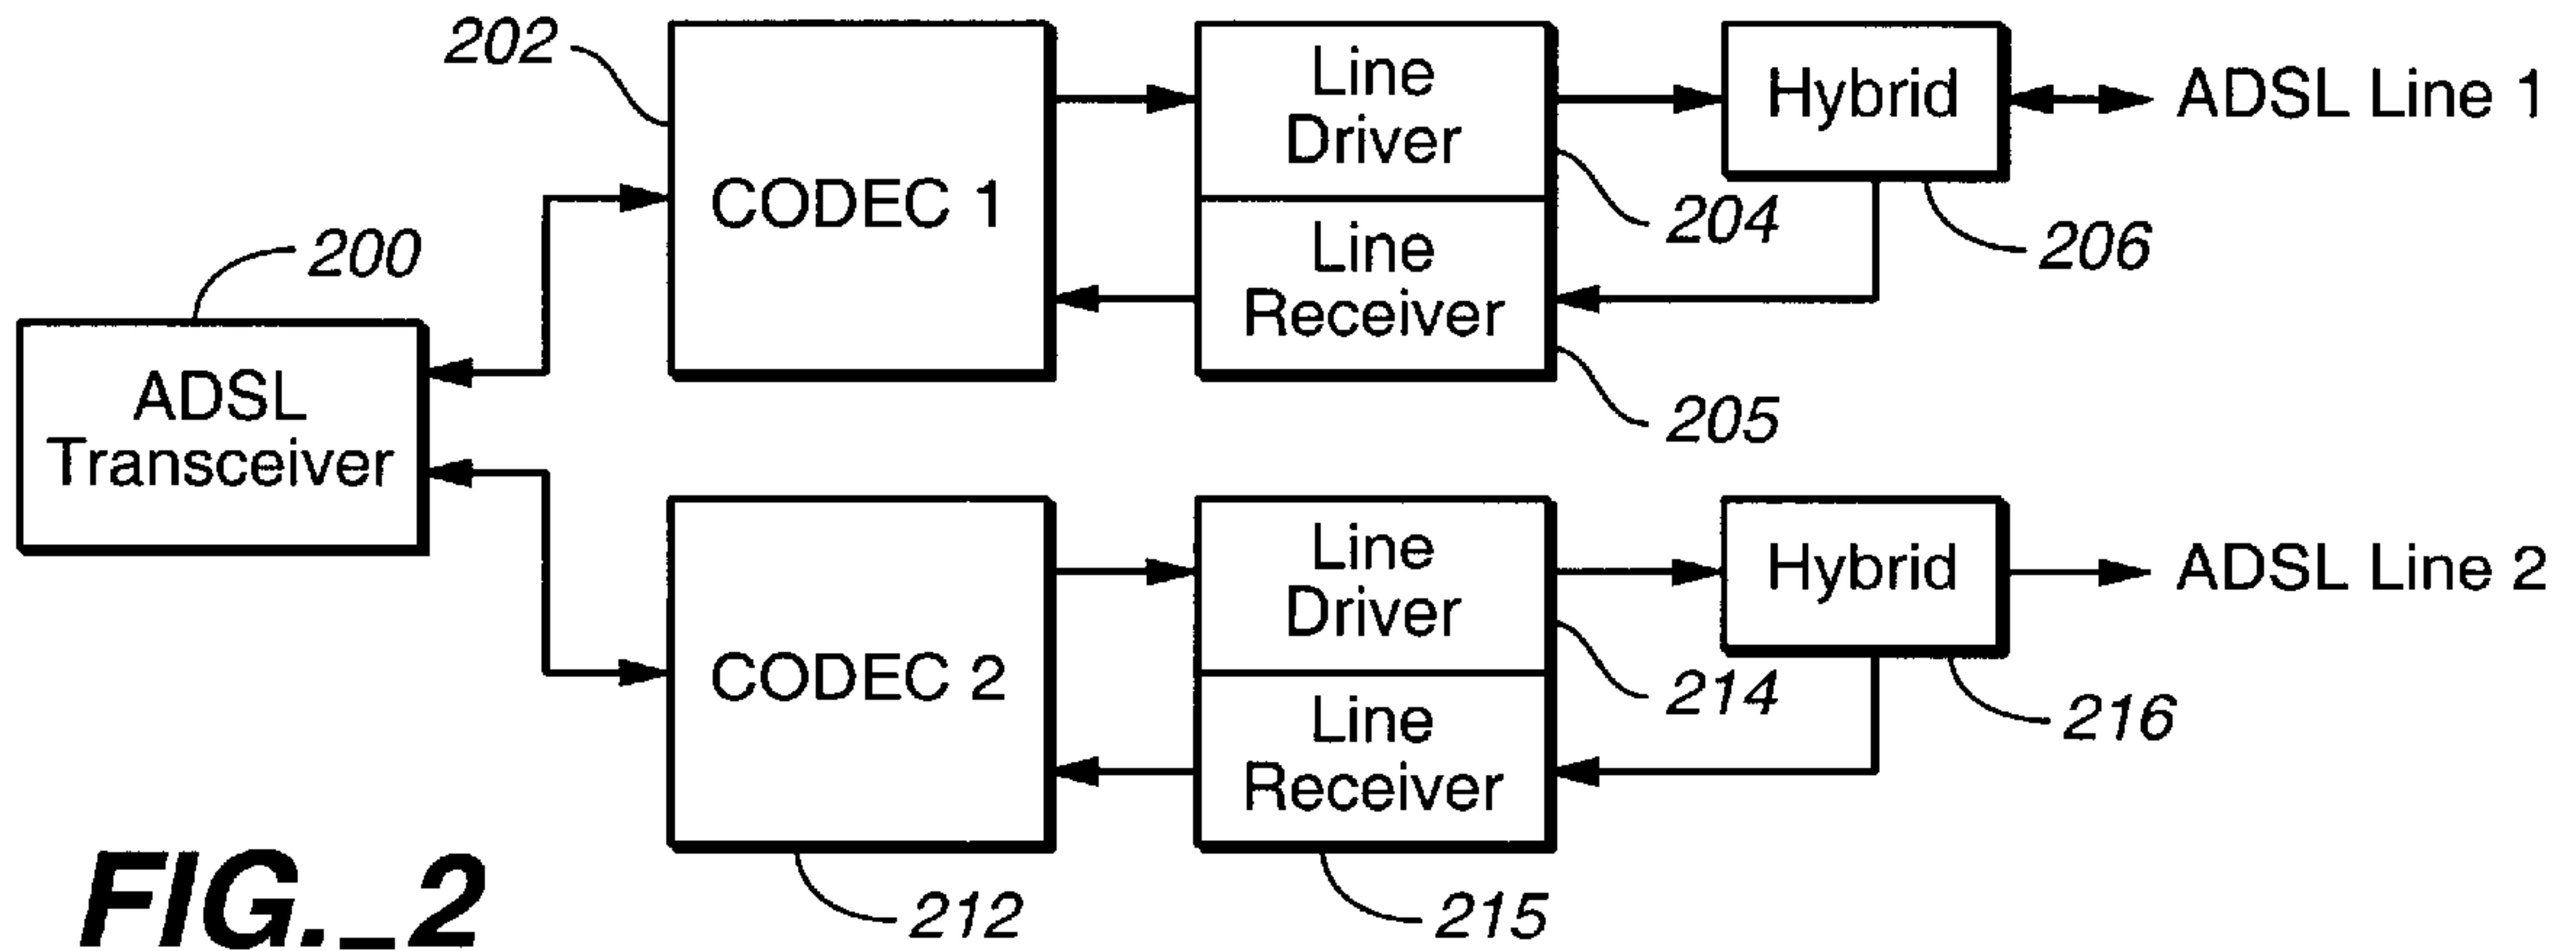 202
CODEC 1
Line
Driver
204
Line
Receiver
205
Hybrid
206
ADSL Line 1
200
ADSL
Transceiver
CODEC 2
212
Line
Driver
214
Line
Receiver
215
Hybrid
216
ADSL Line 2
FIG._2